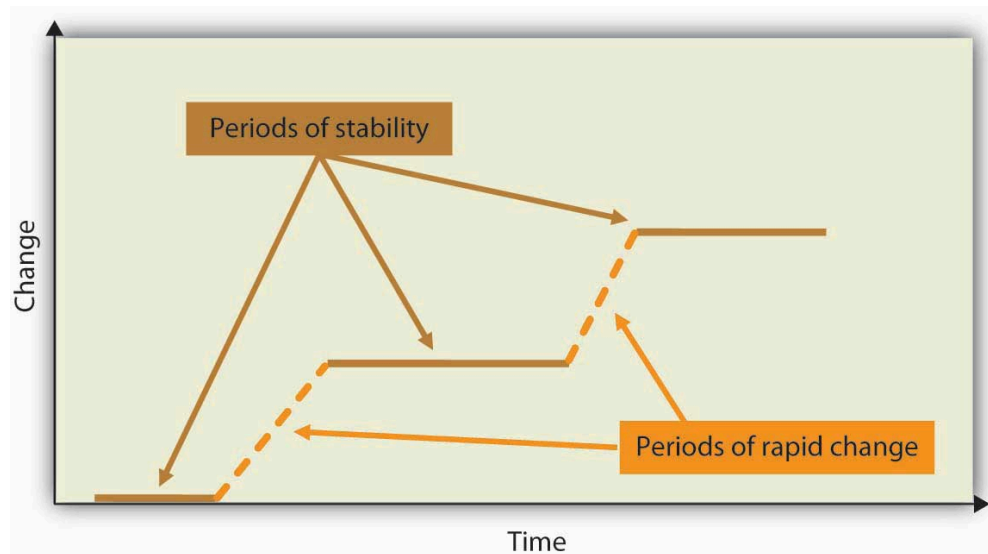 Periods of stability
Change
Periods of rapid change
Time